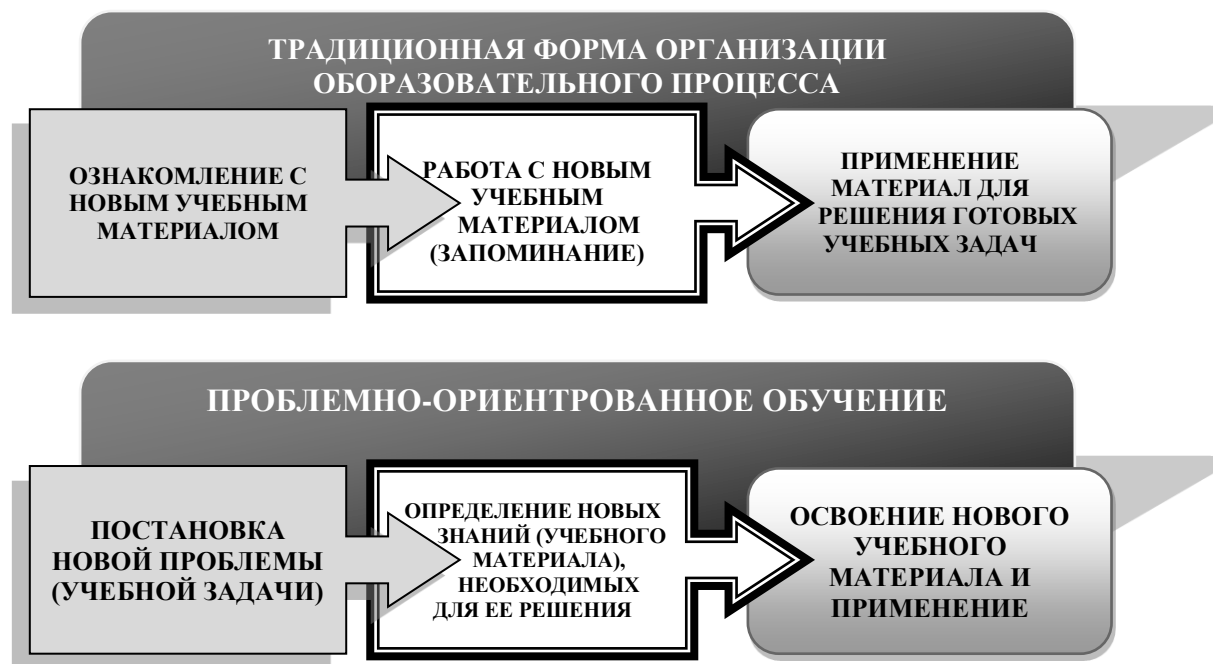 ТРАДИЦИОННАЯ ФОРМА ОРГАНИЗАЦИИ
ОБОРАЗОВАТЕЛЬНОГО ПРОЦЕССА
ОЗНАКОМЛЕНИЕ С
НОВЫМ УЧЕБНЫМ
МАТЕРИАЛОМ
РАБОТА С НОВЫМ
УЧЕБНЫМ
МАТЕРИАЛОМ
(ЗАПОМИНАНИЕ)
ПРИМЕНЕНИЕ
МАТЕРИАЛ ДЛЯ
РЕШЕНИЯ ГОТОВЫХ
УЧЕБНЫХ ЗАДАЧ
ПРОБЛЕМНО-ОРИЕНТРОВАННОЕ ОБУЧЕНИЕ
ПОСТАНОВКА
НОВОЙ ПРОБЛЕМЫ
(УЧЕБНОЙ ЗАДАЧИ)
ОПРЕДЕЛЕНИЕ НОВЫХ
ЗНАНИЙ (УЧЕБНОГО
МАТЕРИАЛА),
НЕОБХОДИМЫХ
ДЛЯ ЕЕ РЕШЕНИЯ
ОСВОЕНИЕ НОВОГО
УЧЕБНОГО
МАТЕРИАЛА И
ПРИМЕНЕНИЕ